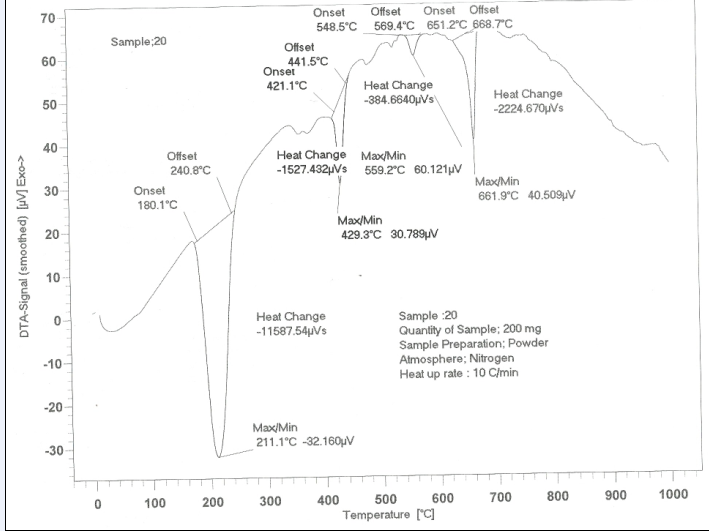 Onset Offset Onset Offset
548.5°C 569.4°C 651.2°C 668.7°C
70
Sample;20
Offset
441.5°C
60
Onset
421.1°C
Heat Change
-384.6640µVs
Heat Change
-2224.670µVs
50
40
Offset
240.8°C
Heat Change
-1527.432µVs
Max/Min
559.2°C 60.121µV
Onset
180.1°C
30
Max/Min
661.9°C 40.509µV
Max/Min
429.3°C 30.789µV
20
10
0
-10
-20
-30
DTA-Signal (smoothed) [µV] Exo->
Heat Change
-11587.54µVs
Sample :20
Quantity of Sample; 200 mg
Sample Preparation; Powder
Atmosphere; Nitrogen
Heat up rate : 10 C/min
Max/Min
211.1°C -32.160µV
0 100 200 300 400 500 600 700 800 900 1000
Temperature [°C]